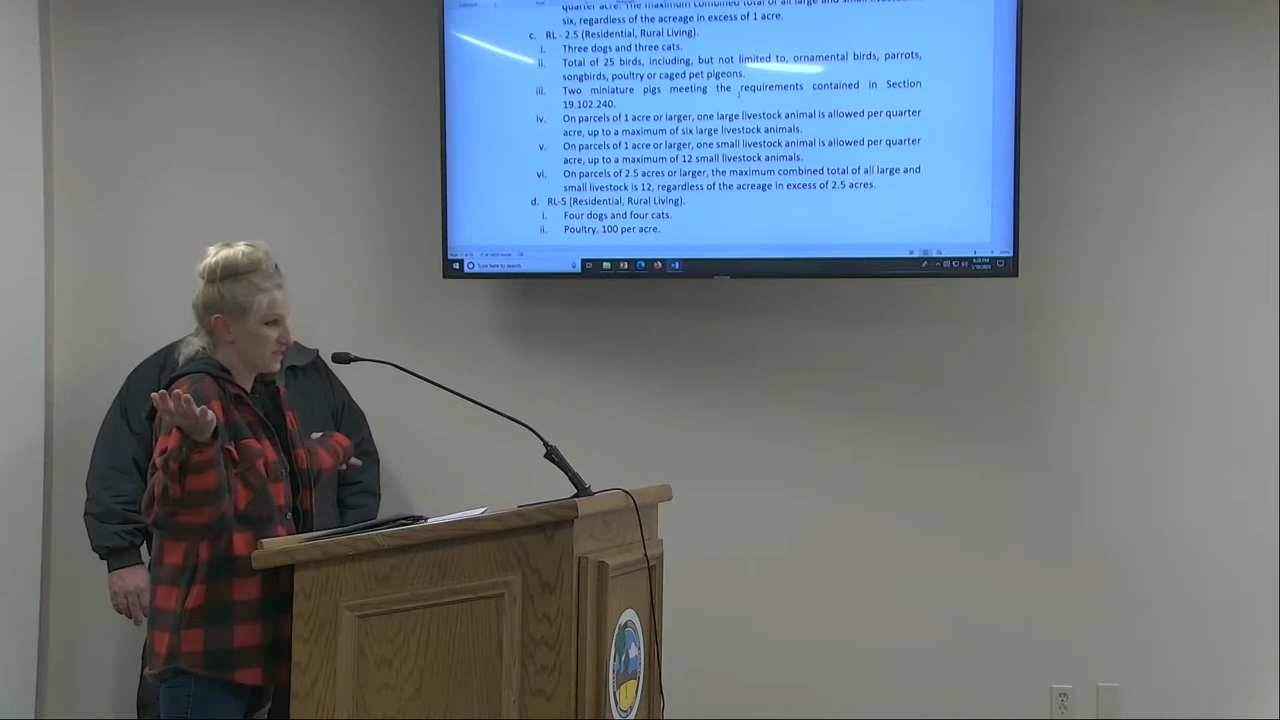 quarter acre. The maximum combined total of all large and small livestock is
six, regardless of the acreage in excess of 1 acre.
c. RL - 2.5 (Residential, Rural Living).
i. Three dogs and three cats.
ii. Total of 25 birds, including, but not limited to, ornamental birds, parrots,
songbirds, poultry or caged pet pigeons.
iii. Two miniature pigs meeting the requirements contained in Section
19.102.240.
iv. On parcels of 1 acre or larger, one large livestock animal is allowed per quarter
acre, up to a maximum of six large livestock animals.
v. On parcels of 1 acre or larger, one small livestock animal is allowed per quarter
acre, up to a maximum of 12 small livestock animals.
vi. On parcels of 2.5 acres or larger, the maximum combined total of all large and
small livestock is 12, regardless of the acreage in excess of 2.5 acres.
d. RL-5 (Residential, Rural Living).
i. Four dogs and four cats.
ii. Poultry, 100 per acre.
Type here to search